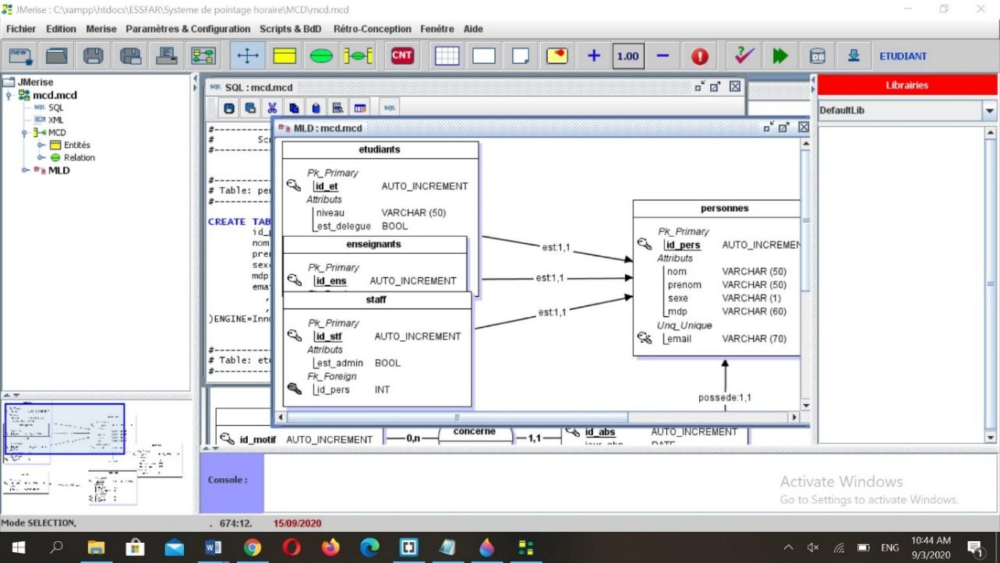 JMerise : C:\xampp\htdocs\ESSFAR\Systeme de pointage horaire\MCD\mcd.mcd
Fichier Edition Merise Paramètres & Configuration Scripts & BdD Rétro-Conception Fenêtre Aide
new CNT 1.00 DB ETUDIANT
JMerise
mcd.mcd
SQL SQL
XML
MCD
Entités
Relation
MLD
SQL SQL : mcd.mcd
SQL
#
# Table: per
CREATE TAB
id_p
nom
pre
sex
mdp
ema
,
)ENGINE=Inno
# Table: etu
MLD : mcd.mcd
etudiants
Pk_Primary
id_et AUTO_INCREMENT
Attributs
niveau VARCHAR (50)
est_delegue BOOL
enseignants
Pk_Primary
id_ens AUTO_INCREMENT
staff
Pk_Primary
id_stf AUTO_INCREMENT
Attributs
est_admin BOOL
Fk_Foreign
id_pers INT
est:1,1
est:1,1
est:1,1
personnes
Pk_Primary
id_pers AUTO_INCREMEN
Attributs
nom VARCHAR (50)
prenom VARCHAR (50)
sexe VARCHAR (1)
mdp VARCHAR (60)
Unq_Unique
email VARCHAR (70)
possede:1,1
id_motif AUTO_INCREMENT 0,n concerne 1,1 id_abs AUTO_INCREMENT
Librairies
DefaultLib
Console :
Activate Windows
Go to Settings to activate Windows.
Mode SELECTION. . 674:12. 15/09/2020
ENG 10:44 AM
9/3/2020
1